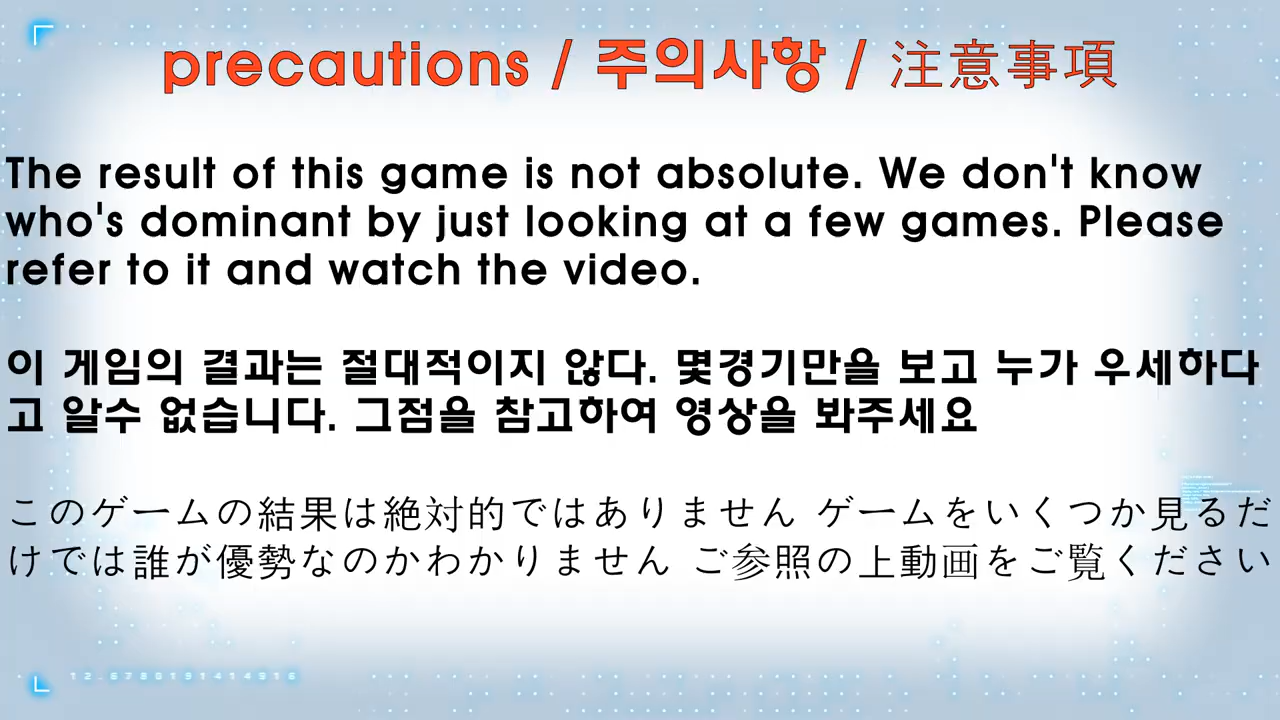 precautions / 주의사항 / 注意事項
The result of this game is not absolute. We don't know
who's dominant by just looking at a few games. Please
refer to it and watch the video.
이 게임의 결과는 절대적이지 않다. 몇경기만을 보고 누가 우세하다
고 알수 없습니다. 그점을 참고하여 영상을 봐주세요
このゲームの結果は絶対的ではありません ゲームをいくつか見るだ
けでは誰が優勢なのかわかりません ご参照の上動画をご覧ください